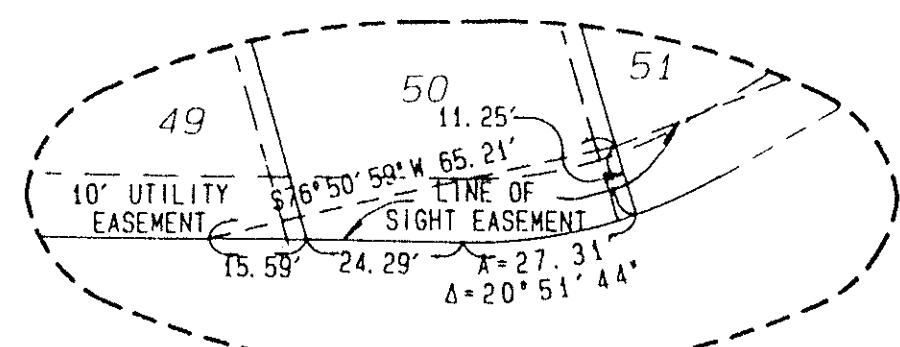 51
50
49
11.25'
S76°50'59"W 65.21'
10' UTILITY
EASEMENT
LINE OF
SIGHT EASEMENT
15.59'
24.29'
A=27.31
Δ=20°51'44"